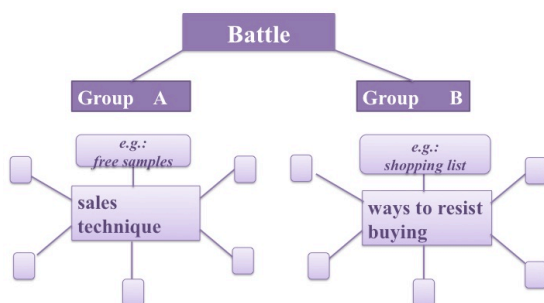 Battle
Group A
Group B
e.g.:
free samples
e.g.:
shopping list
sales
technique
ways to resist
buying